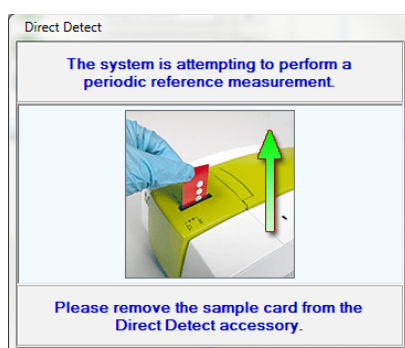 Direct Detect
The system is attempting to perform a
periodic reference measurement.
Please remove the sample card from the
Direct Detect accessory.